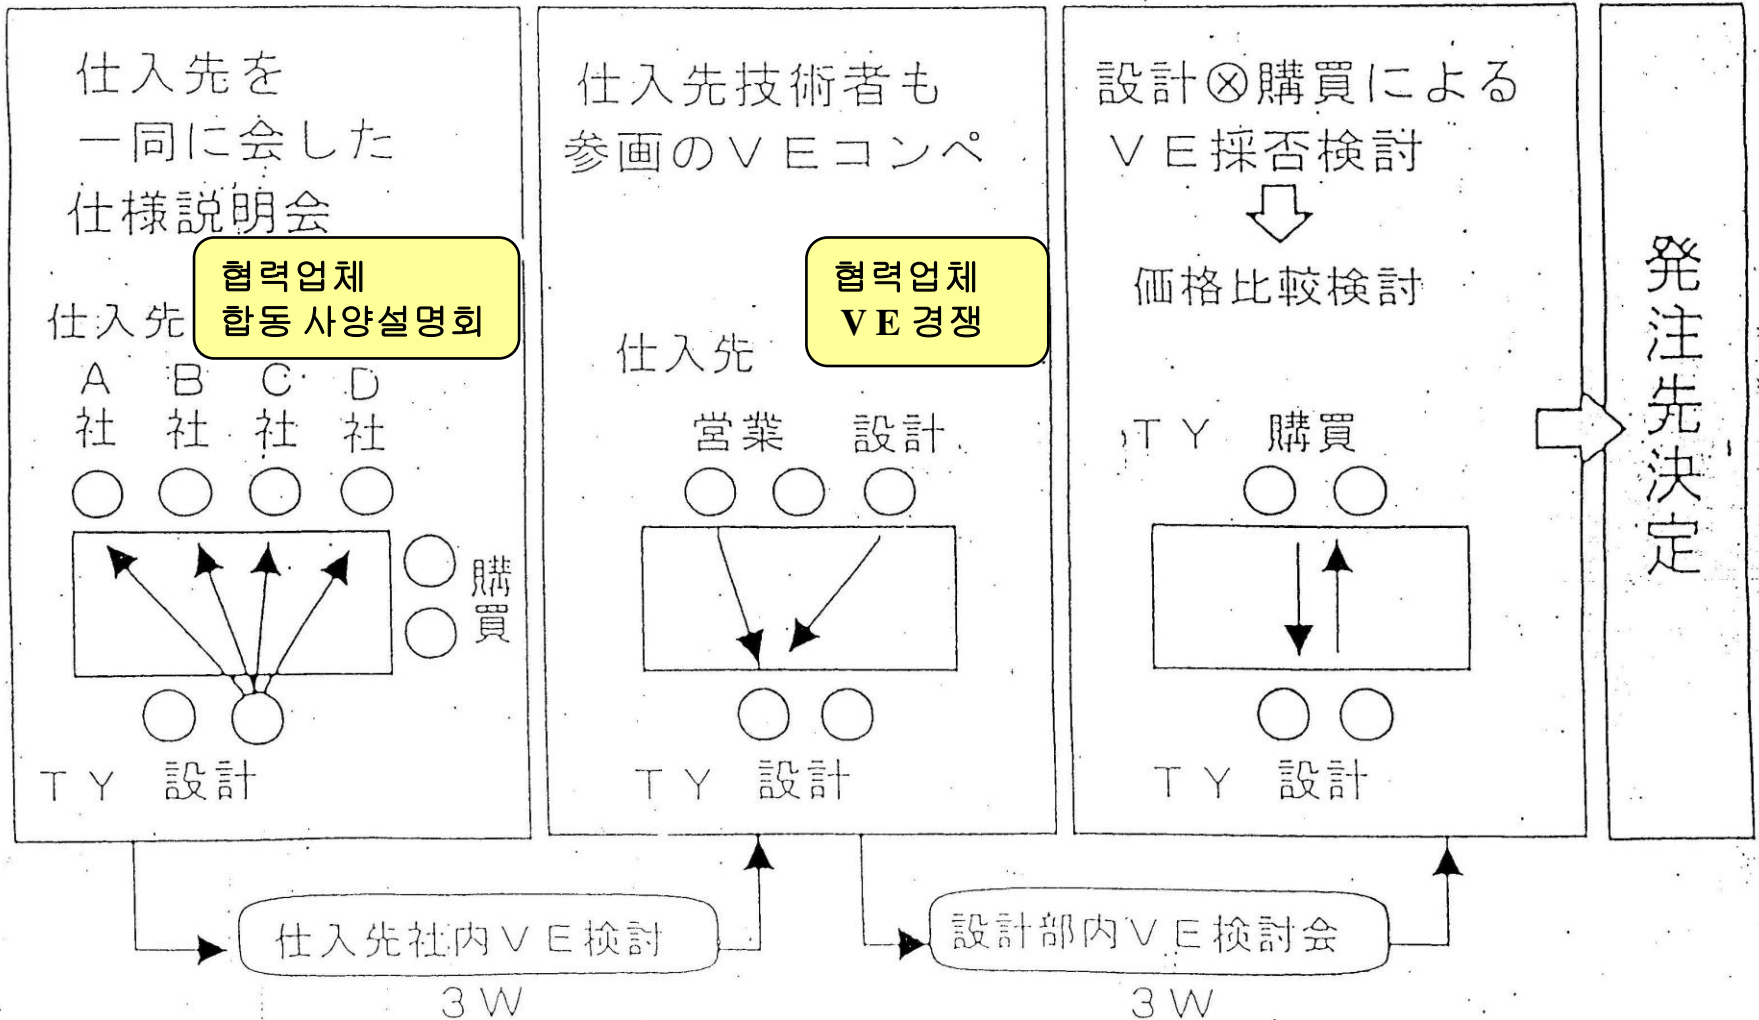 仕入先を
一同に会した
仕様説明会
협력업체
합동 사양설명회
仕入先
A社 B社 C社 D社
購買
TY 設計
仕入先技術者も
参画のVEコンペ
협력업체
VE 경쟁
仕入先
営業 設計
TY 設計
設計⊗購買による
VE採否検討
価格比較検討
TY 購買
TY 設計
発注先決定
仕入先社内VE検討
3W
設計部内VE検討会
3W